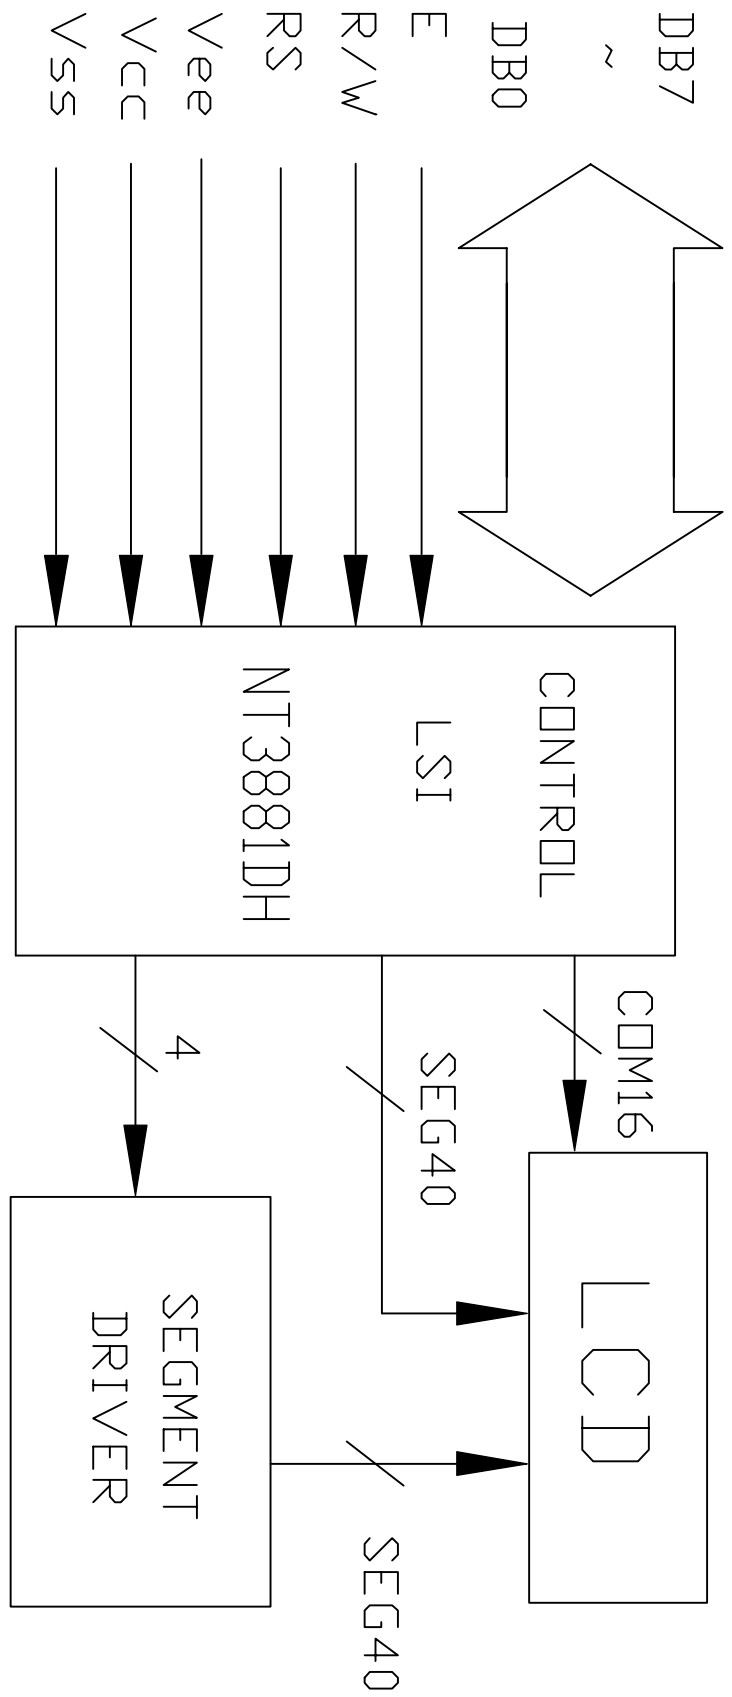 DB7
~
DB0
E
R/W
RS
Vee
Vcc
Vss
CONTROL
LSI
NT3881DH
COM16
SEG40
4
LCD
SEGMENT
DRIVER
SEG40